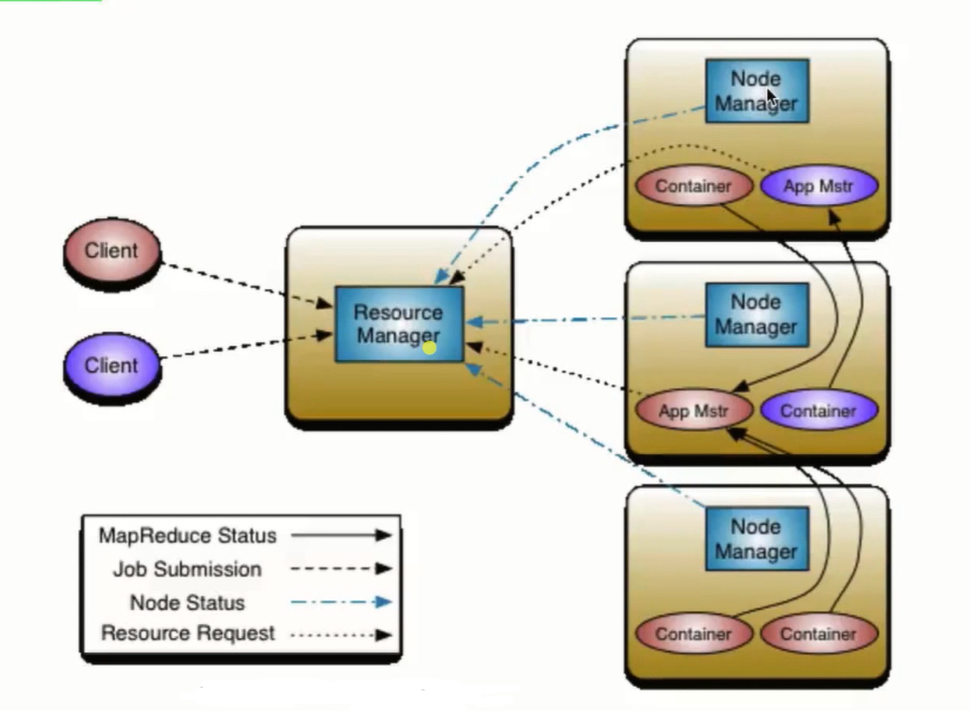 Client
Client
Resource
Manager
Node
Manager
Container
App Mstr
Node
Manager
App Mstr
Container
Node
Manager
Container
Container
MapReduce Status
Job Submission
Node Status
Resource Request